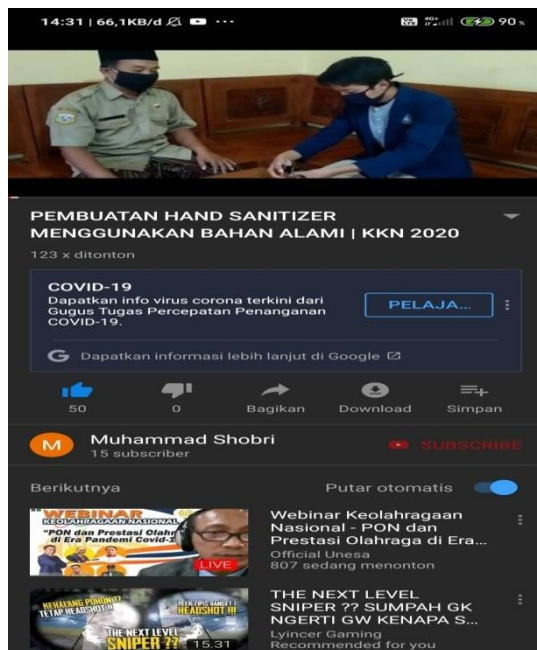 14:31 | 66,1KB/d ...
4G+ 90%
PEMBUATAN HAND SANITIZER
MENGGUNAKAN BAHAN ALAMI | KKN 2020
123 x ditonton
COVID-19
Dapatkan info virus corona terkini dari
Gugus Tugas Percepatan Penanganan
COVID-19.
PELAJA...
G Dapatkan informasi lebih lanjut di Google
50
0
Bagikan
Download
Simpan
M
Muhammad Shobri
15 subscriber
SUBSCRIBE
Berikutnya
Putar otomatis
WEBINAR
KEOLAHRAGAAN NASIONAL
"PON dan Prestasi Olahr
di Era Pandemi Covid-1
LIVE
Webinar Keolahragaan
Nasional - PON dan
Prestasi Olahraga di Era...
Official Unesa
807 sedang menonton
KEHALANG POHON ??
TETAP HEADSHOT !!
HEADSHOT !!!
THE NEXT LEVEL
SNIPER ??
15.31
THE NEXT LEVEL
SNIPER ?? SUMPAH GK
NGERTI GW KENAPA S...
Lyincer Gaming
Recommended for you